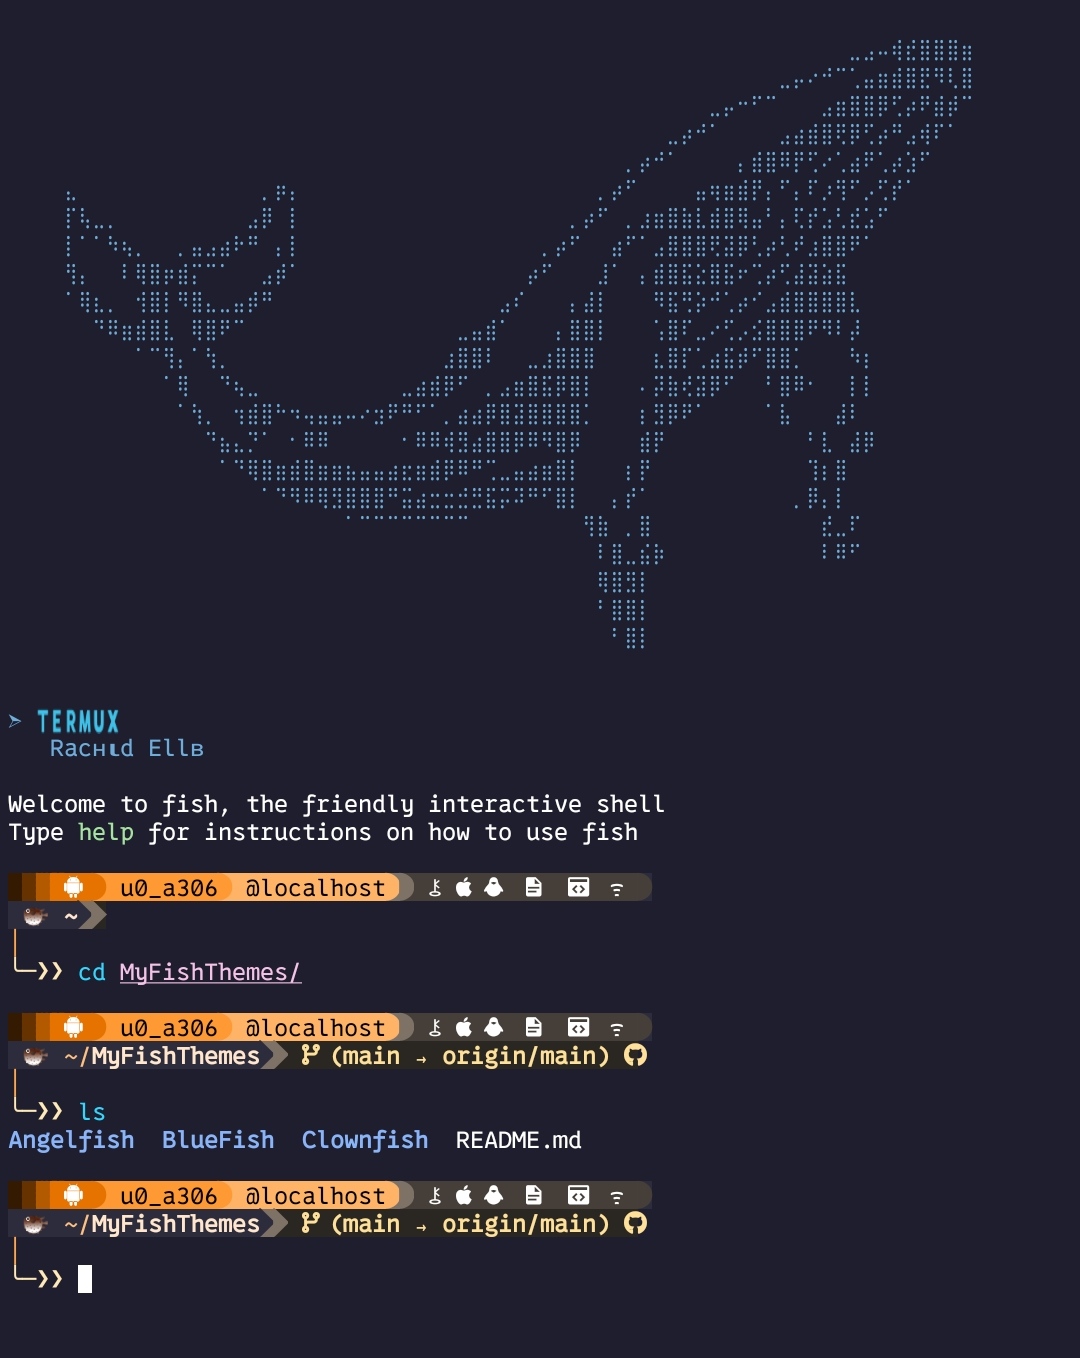 ➤ TERMUX
Racʜɩd Ellʙ
Welcome to fish, the friendly interactive shell
Type help for instructions on how to use fish
u0_a306 @localhost
~
╰─❯❯ cd MyFishThemes/
u0_a306 @localhost
~/MyFishThemes (main → origin/main)
╰─❯❯ ls
Angelfish BlueFish Clownfish README.md
u0_a306 @localhost
~/MyFishThemes (main → origin/main)
╰─❯❯